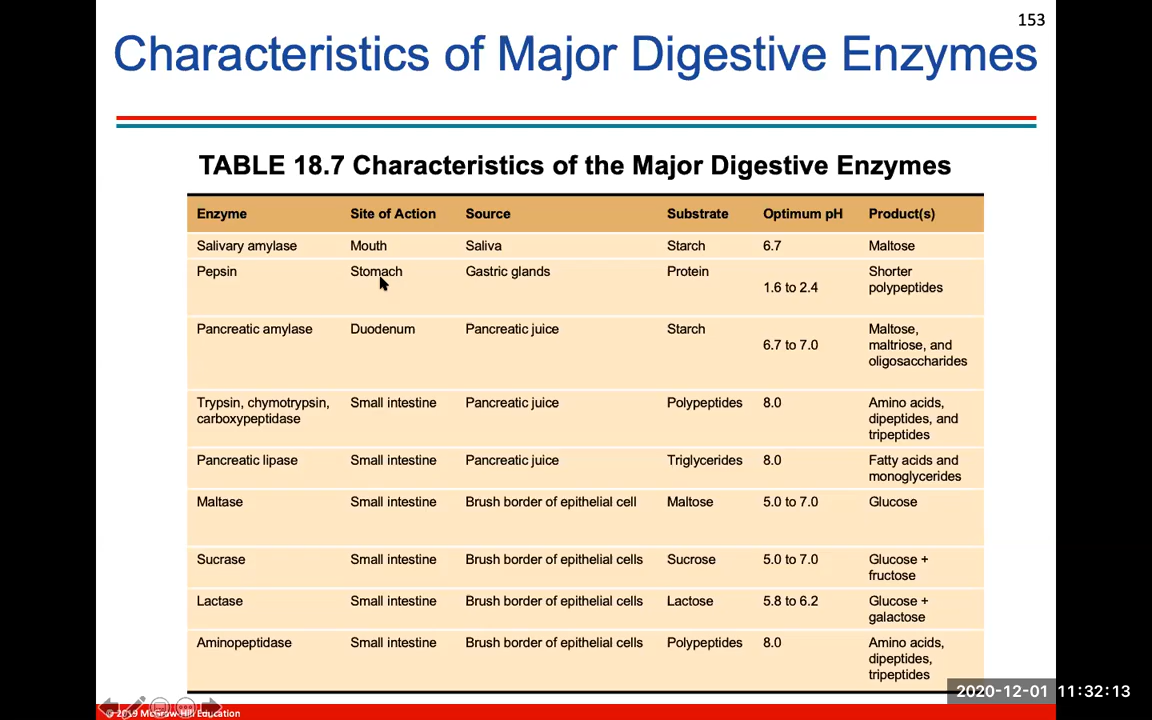 153
Characteristics of Major Digestive Enzymes
TABLE 18.7 Characteristics of the Major Digestive Enzymes
Enzyme Site of Action Source Substrate Optimum pH Product(s)
Salivary amylase Mouth Saliva Starch 6.7 Maltose
Pepsin Stomach Gastric glands Protein 1.6 to 2.4 Shorter
polypeptides
Pancreatic amylase Duodenum Pancreatic juice Starch 6.7 to 7.0 Maltose,
maltriose, and
oligosaccharides
Trypsin, chymotrypsin, Small intestine Pancreatic juice Polypeptides 8.0 Amino acids,
carboxypeptidase dipeptides, and
tripeptides
Pancreatic lipase Small intestine Pancreatic juice Triglycerides 8.0 Fatty acids and
monoglycerides
Maltase Small intestine Brush border of epithelial cell Maltose 5.0 to 7.0 Glucose
Sucrase Small intestine Brush border of epithelial cells Sucrose 5.0 to 7.0 Glucose +
fructose
Lactase Small intestine Brush border of epithelial cells Lactose 5.8 to 6.2 Glucose +
galactose
Aminopeptidase Small intestine Brush border of epithelial cells Polypeptides 8.0 Amino acids,
dipeptides,
tripeptides
2020-12-01 11:32:13
© 2019 McGraw-Hill Education